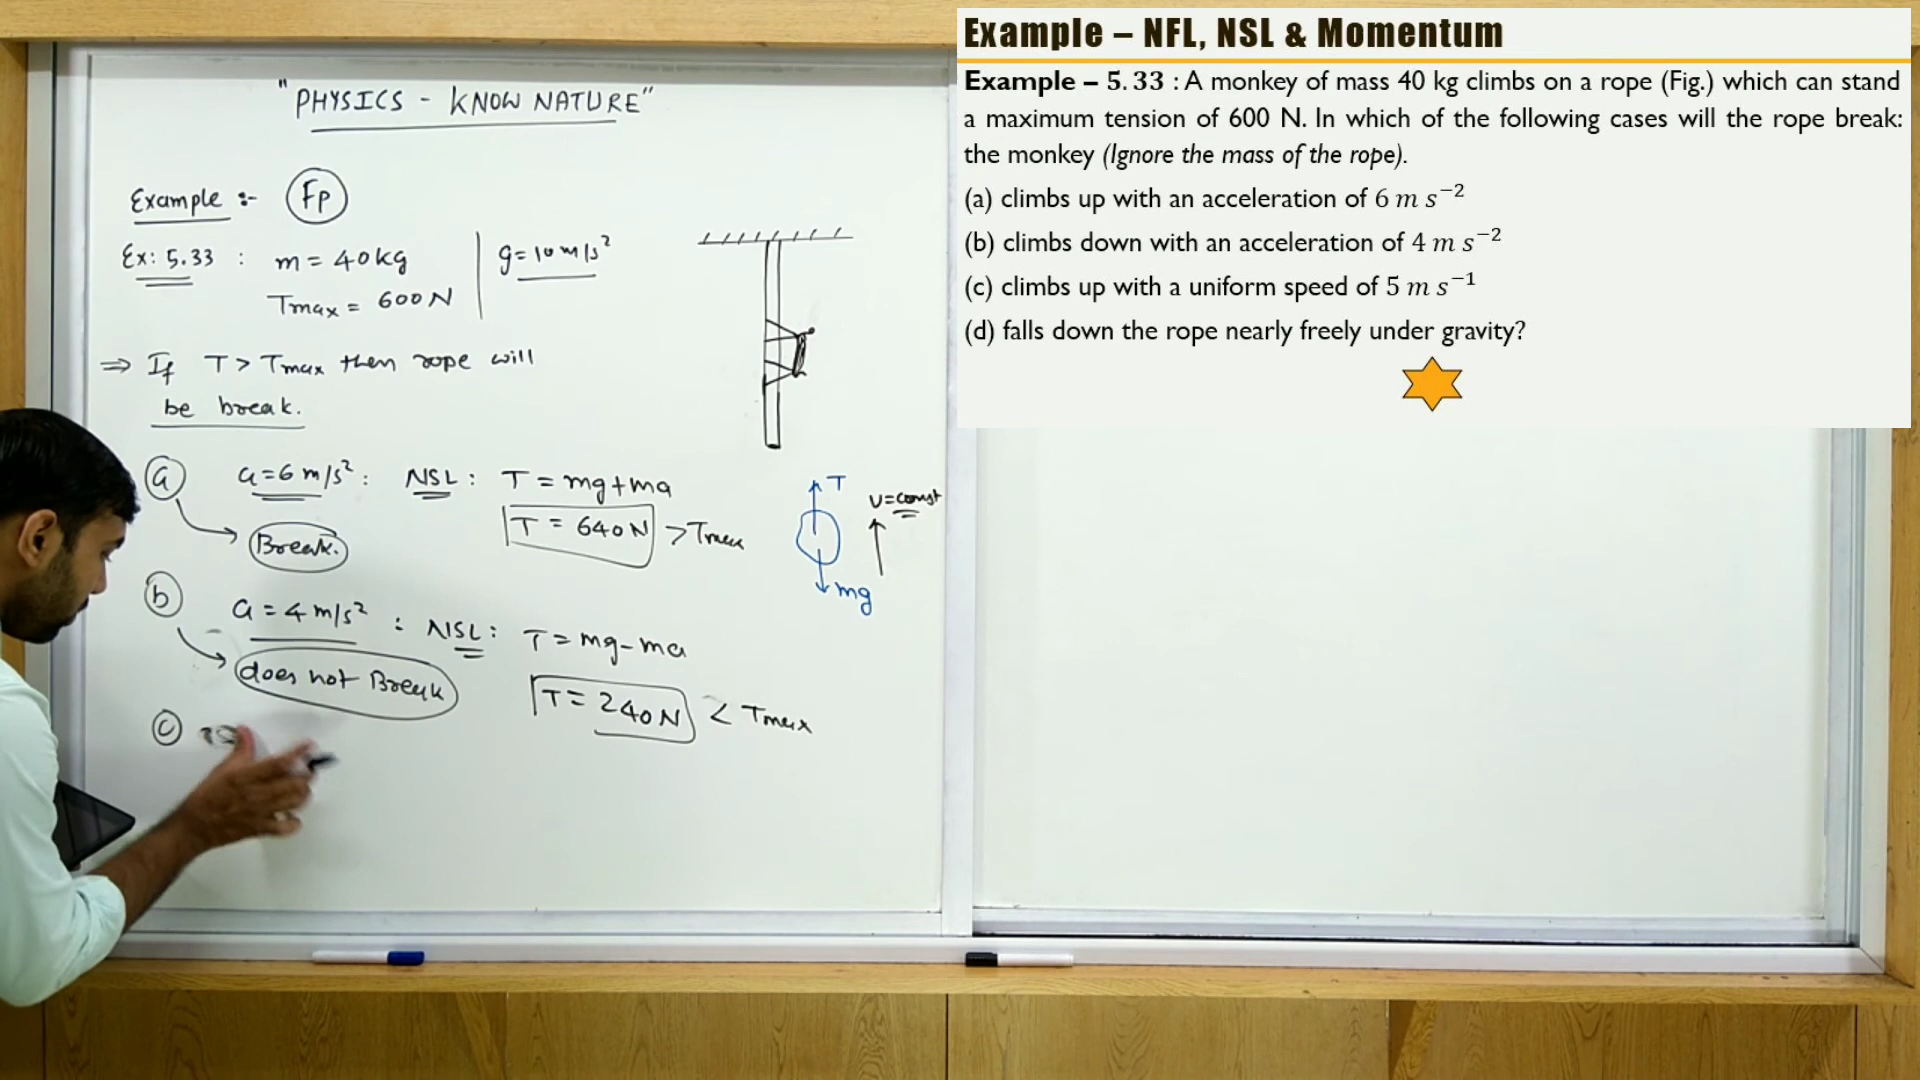 "PHYSICS - KNOW NATURE"
Example :- FP
Ex: 5.33 : m = 40kg
Tmax = 600 N
g=10 m/s²
⇒ If T > Tmax then rope will
be break.
(a) a=6 m/s² : NSL : T = mg+ma
T = 640 N > Tmax
Break.
(b) a = 4 m/s² : NSL : T = mg-ma
does not Break
T = 240 N < Tmax
(c)
T
v=const
mg
Example – NFL, NSL & Momentum
Example – 5.33 : A monkey of mass 40 kg climbs on a rope (Fig.) which can stand
a maximum tension of 600 N. In which of the following cases will the rope break:
the monkey (Ignore the mass of the rope).
(a) climbs up with an acceleration of 6 m s⁻²
(b) climbs down with an acceleration of 4 m s⁻²
(c) climbs up with a uniform speed of 5 m s⁻¹
(d) falls down the rope nearly freely under gravity?